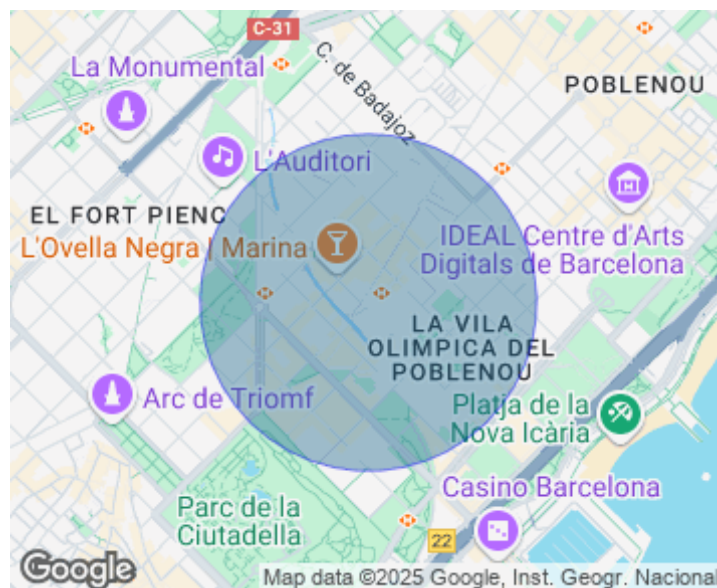 C-31
La Monumental
C. de Badajoz
POBLENOU
L'Auditori
EL FORT PIENC
L'Ovella Negra | Marina
IDEAL Centre d'Arts
Digitals de Barcelona
LA VILA
OLIMPICA DEL
POBLENOU
Arc de Triomf
Platja de la
Nova Icària
Casino Barcelona
Parc de la
Ciutadella
22
Google
Map data ©2025 Google, Inst. Geogr. Nacional